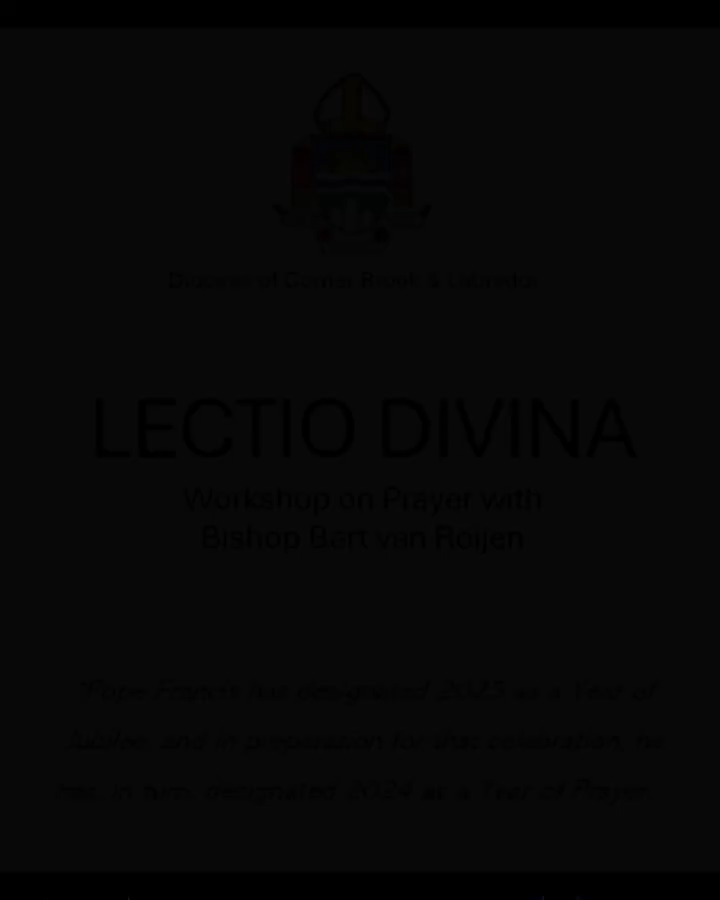 Diocese of Corner Brook & Labrador
LECTIO DIVINA
Workshop on Prayer with
Bishop Bart van Roijen
"Pope Francis has designated 2025 as a Year of
Jubilee, and in preparation for that celebration, he
has, in turn, designated 2024 as a Year of Prayer.